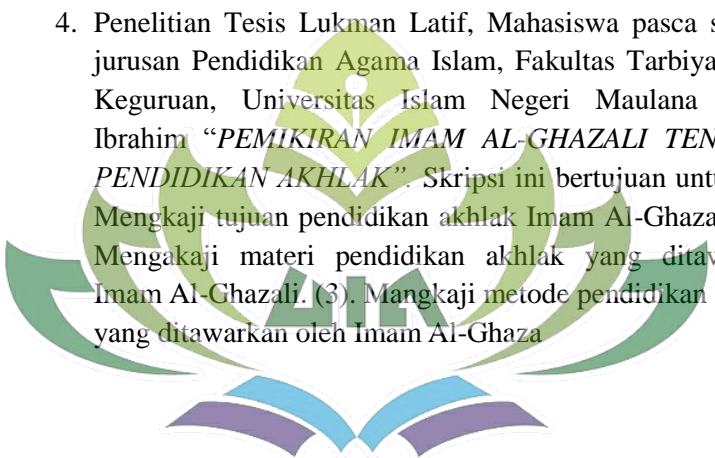 4. Penelitian Tesis Lukman Latif, Mahasiswa pasca s
jurusan Pendidikan Agama Islam, Fakultas Tarbiya
Keguruan, Universitas Islam Negeri Maulana
Ibrahim “PEMIKIRAN IMAM AL-GHAZALI TEN
PENDIDIKAN AKHLAK”. Skripsi ini bertujuan unt
Mengkaji tujuan pendidikan akhlak Imam Al-Ghaza
Mengakaji materi pendidikan akhlak yang ditaw
Imam Al-Ghazali. (3). Mangkaji metode pendidikan
yang ditawarkan oleh Imam Al-Ghaza